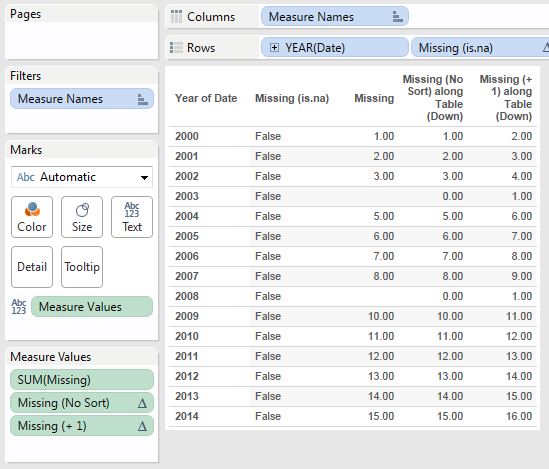 Pages
Columns
Measure Names
Rows
YEAR(Date)
Missing (is.na)
Filters
Measure Names
Marks
Abc Automatic
Color
Size
Abc
123
Text
Detail
Tooltip
Abc
123
Measure Values
Measure Values
SUM(Missing)
Missing (No Sort) Δ
Missing (+ 1) Δ
Year of Date Missing (is.na) Missing Missing (No Sort) along Table (Down) Missing (+ 1) along Table (Down)
2000 False 1.00 1.00 2.00
2001 False 2.00 2.00 3.00
2002 False 3.00 3.00 4.00
2003 False 0.00 1.00
2004 False 5.00 5.00 6.00
2005 False 6.00 6.00 7.00
2006 False 7.00 7.00 8.00
2007 False 8.00 8.00 9.00
2008 False 0.00 1.00
2009 False 10.00 10.00 11.00
2010 False 11.00 11.00 12.00
2011 False 12.00 12.00 13.00
2012 False 13.00 13.00 14.00
2013 False 14.00 14.00 15.00
2014 False 15.00 15.00 16.00